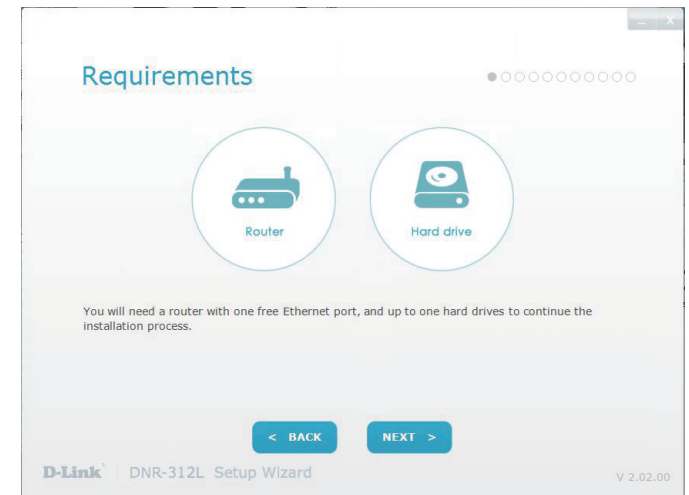 _ X
Requirements
Router
Hard drive
You will need a router with one free Ethernet port, and up to one hard drives to continue the
installation process.
< BACK
NEXT >
D-Link DNR-312L Setup Wizard
V 2.02.00